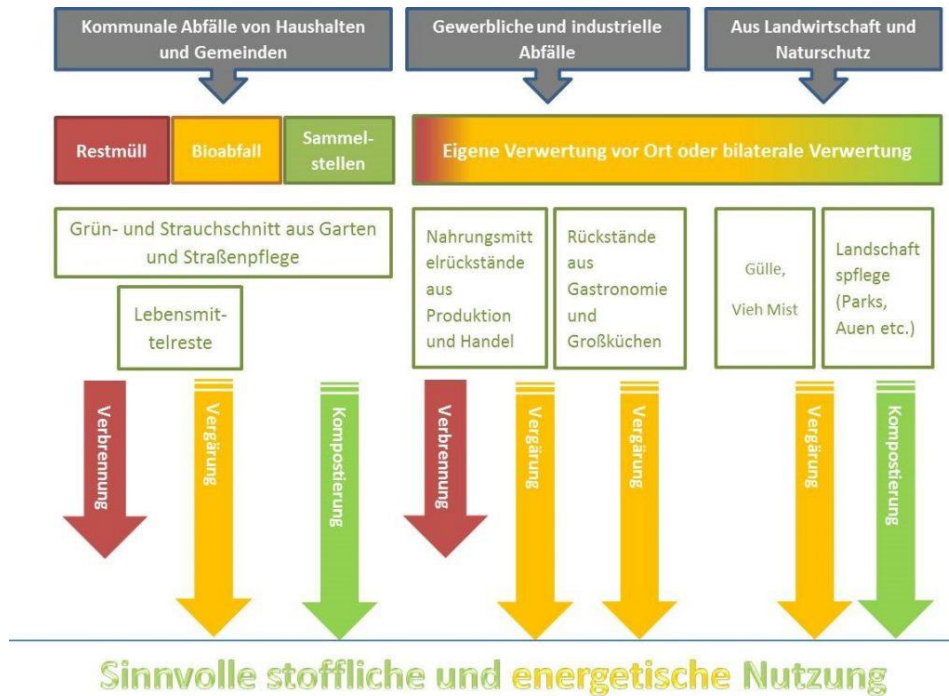 Kommunale Abfälle von Haushalten
und Gemeinden
Gewerbliche und industrielle
Abfälle
Aus Landwirtschaft und
Naturschutz
Restmüll
Bioabfall
Sammel-
stellen
Eigene Verwertung vor Ort oder bilaterale Verwertung
Grün- und Strauchschnitt aus Garten
und Straßenpflege
Lebensmit-
telreste
Nahrungsmitt
elrückstände
aus
Produktion
und Handel
Rückstände
aus
Gastronomie
und
Großküchen
Gülle,
Vieh Mist
Landschaft
spflege
(Parks,
Auen etc.)
Verbrennung
Vergärung
Kompostierung
Verbrennung
Vergärung
Vergärung
Vergärung
Kompostierung
Sinnvolle stoffliche und energetische Nutzung